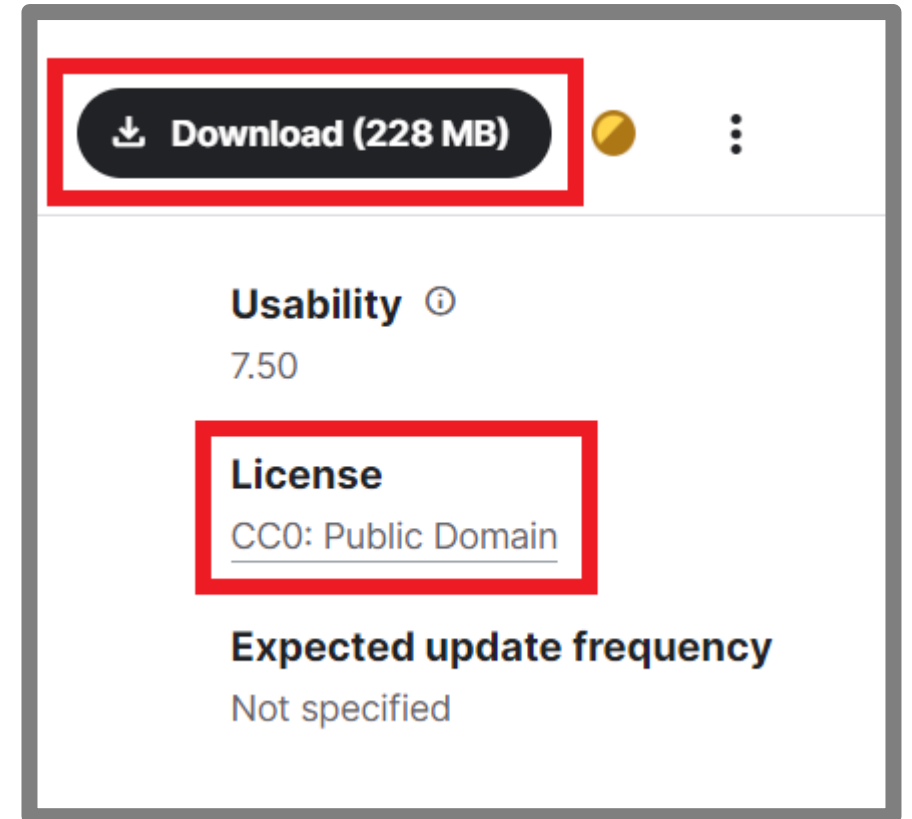 Download (228 MB)
Usability
7.50
License
CC0: Public Domain
Expected update frequency
Not specified